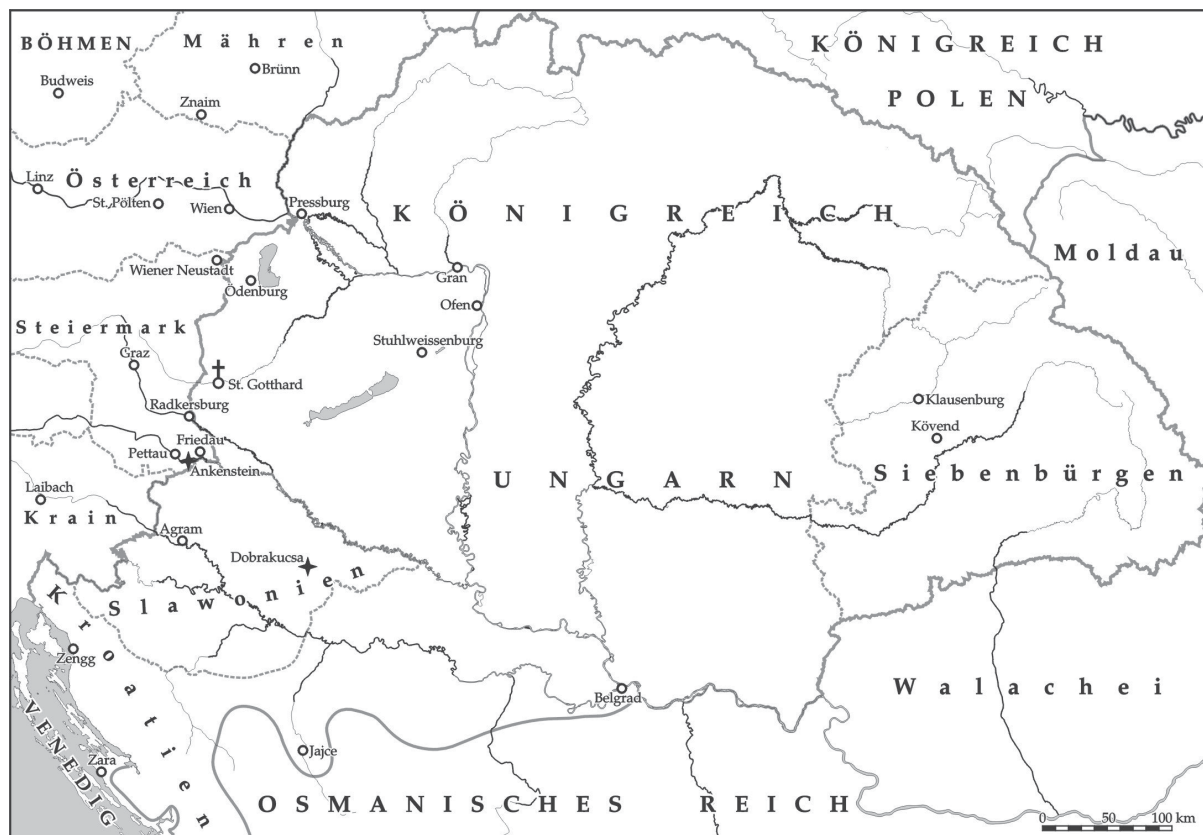 BÖHMEN
Mähren
KÖNIGREICH
POLEN
Budweis
Brünn
Znaim
Linz
Österreich
St. Pölten
Wien
Pressburg
KÖNIGREICH
Moldau
Wiener Neustadt
Ödenburg
Gran
Ofen
Steiermark
Stuhlweissenburg
Graz
St. Gotthard
Radkersburg
Klausenburg
Kövend
Friedau
Pettau
Ankenstein
UNGARN
Siebenbürgen
Laibach
Krain
Agram
Dobrakucsa
Slawonien
Kroatien
Zengg
Belgrad
Walachei
VENEDIG
Jajce
Zara
OSMANISCHES REICH
0 50 100 km